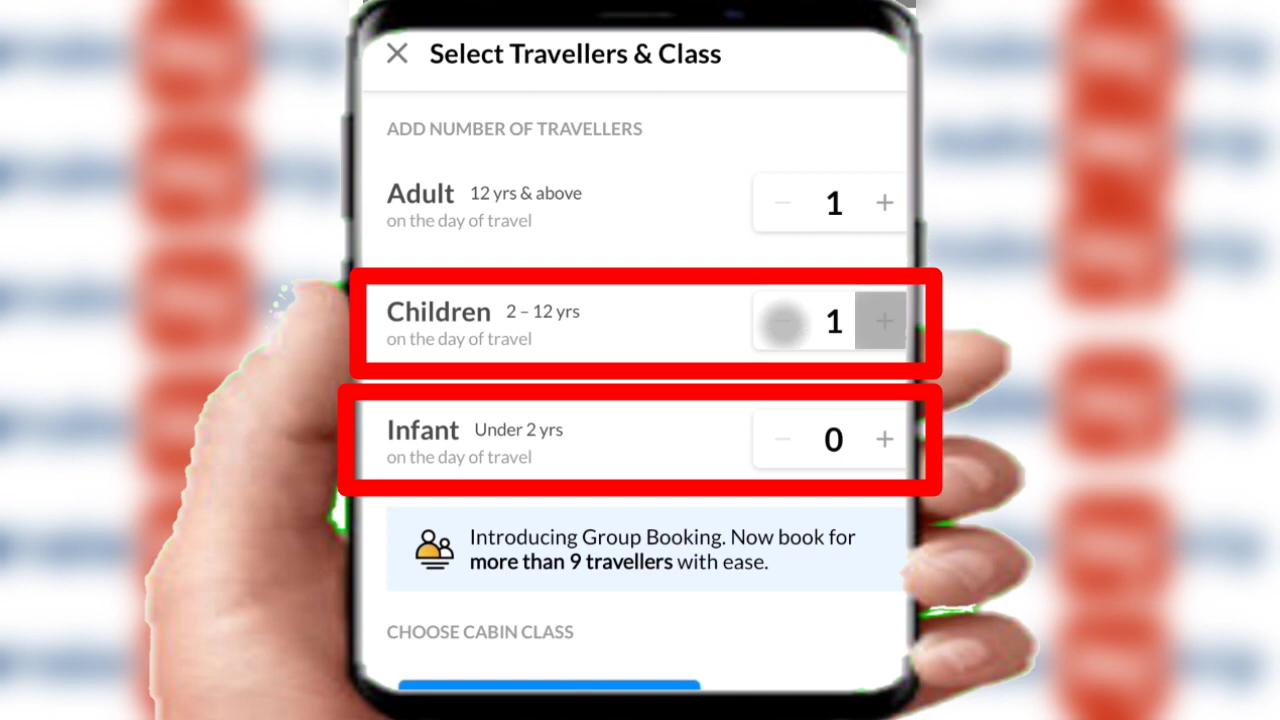 Select Travellers & Class
ADD NUMBER OF TRAVELLERS
Adult 12 yrs & above
on the day of travel
− 1 +
Children 2 – 12 yrs
on the day of travel
− 1 +
Infant Under 2 yrs
on the day of travel
− 0 +
Introducing Group Booking. Now book for
more than 9 travellers with ease.
CHOOSE CABIN CLASS